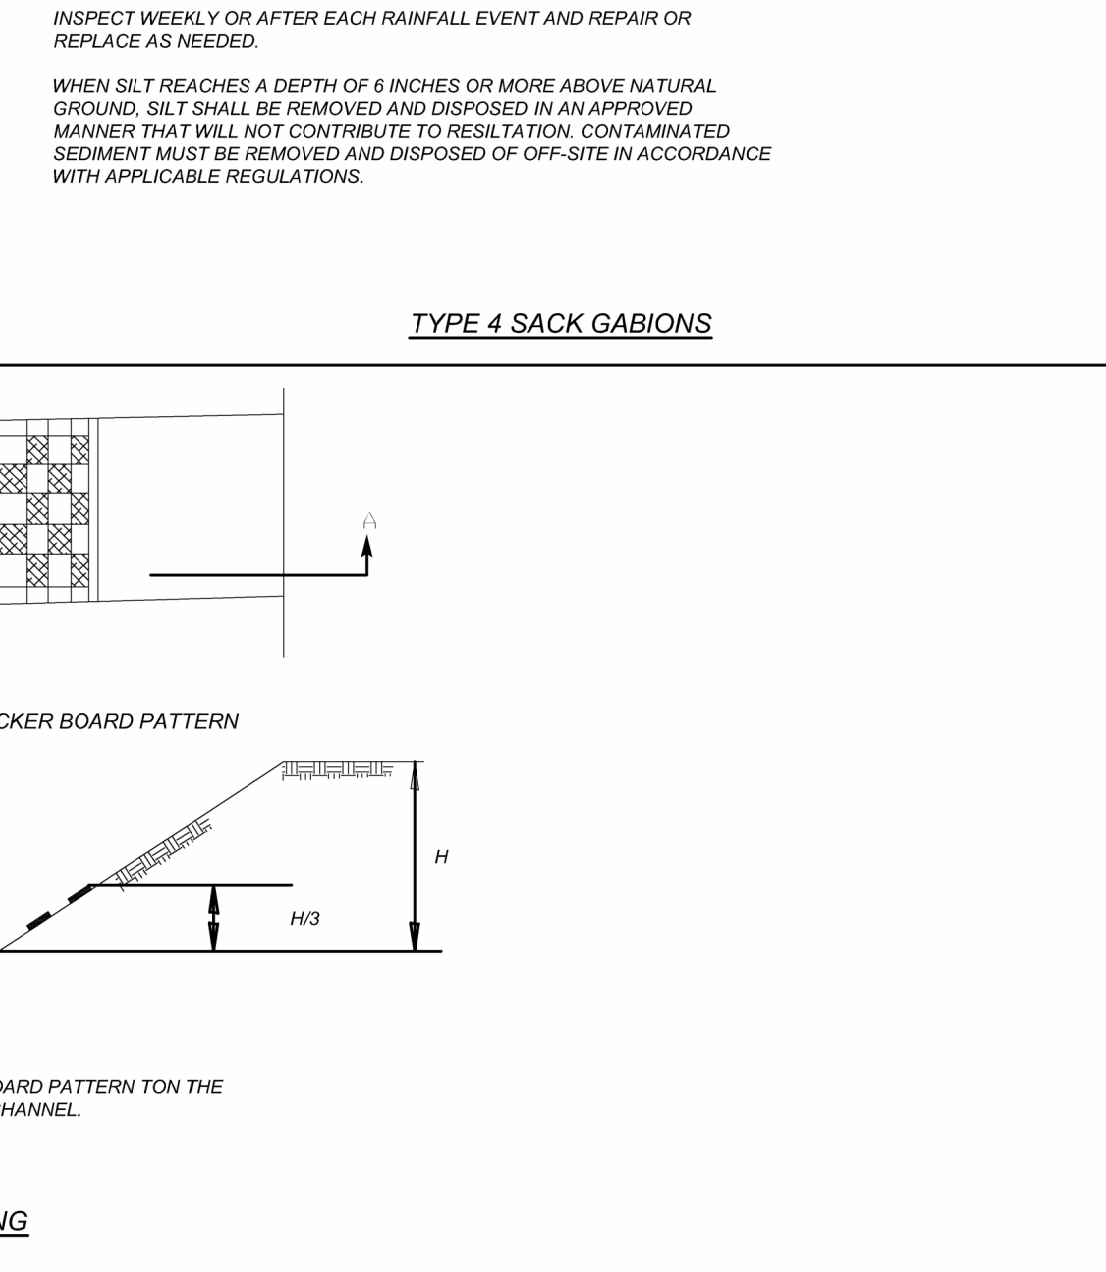 INSPECT WEEKLY OR AFTER EACH RAINFALL EVENT AND REPAIR OR
REPLACE AS NEEDED.
WHEN SILT REACHES A DEPTH OF 6 INCHES OR MORE ABOVE NATURAL
GROUND, SILT SHALL BE REMOVED AND DISPOSED IN AN APPROVED
MANNER THAT WILL NOT CONTRIBUTE TO RESILTATION. CONTAMINATED
SEDIMENT MUST BE REMOVED AND DISPOSED OF OFF-SITE IN ACCORDANCE
WITH APPLICABLE REGULATIONS.
TYPE 4 SACK GABIONS
A
CKER BOARD PATTERN
H
H/3
OARD PATTERN TON THE
CHANNEL.
NG